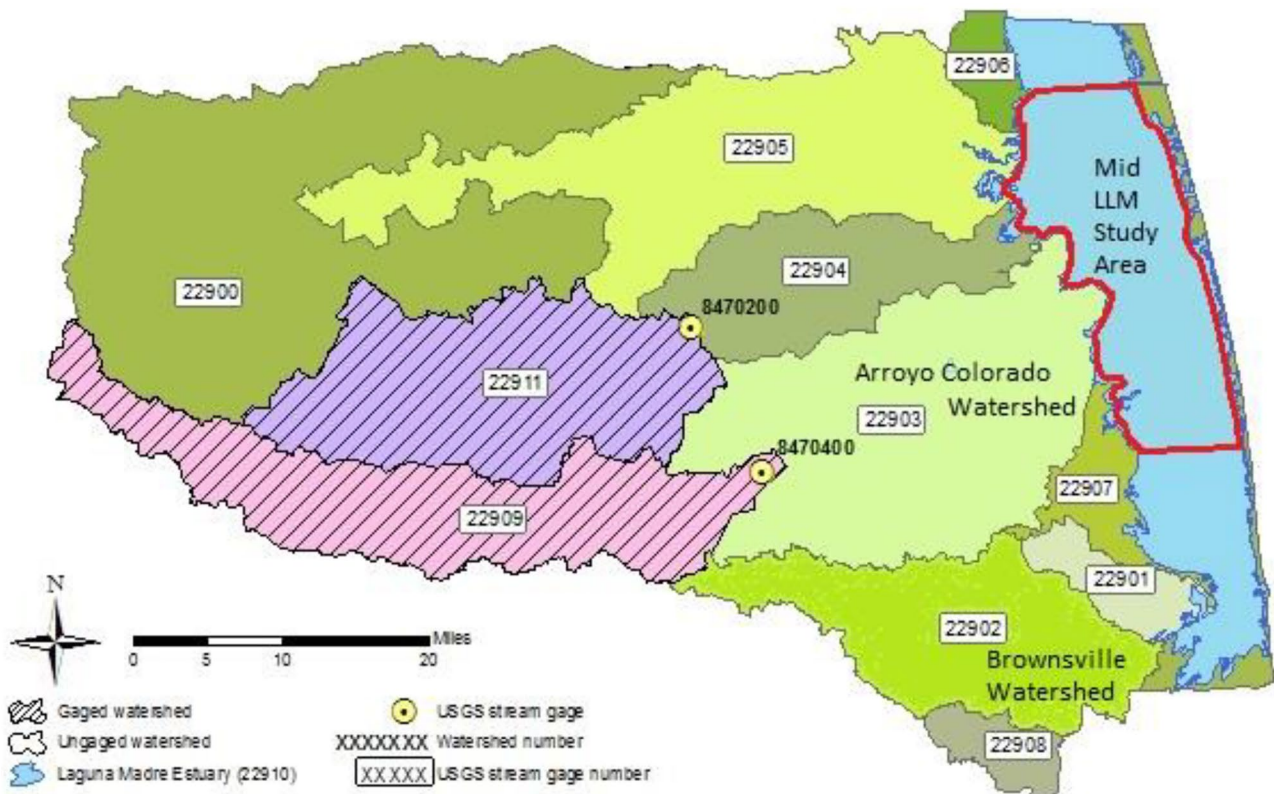 22906
22905
Mid
LLM
Study
Area
22904
22900
8470200
22911
Arroyo Colorado
Watershed
22903
8470400
22907
22909
22901
22902
Brownsville
Watershed
22908
N
0 5 10 20 Miles
Gaged watershed
Ungaged watershed
Laguna Madre Estuary (22910)
USGS stream gage
XXXXXXX Watershed number
XXXXX USGS stream gage number